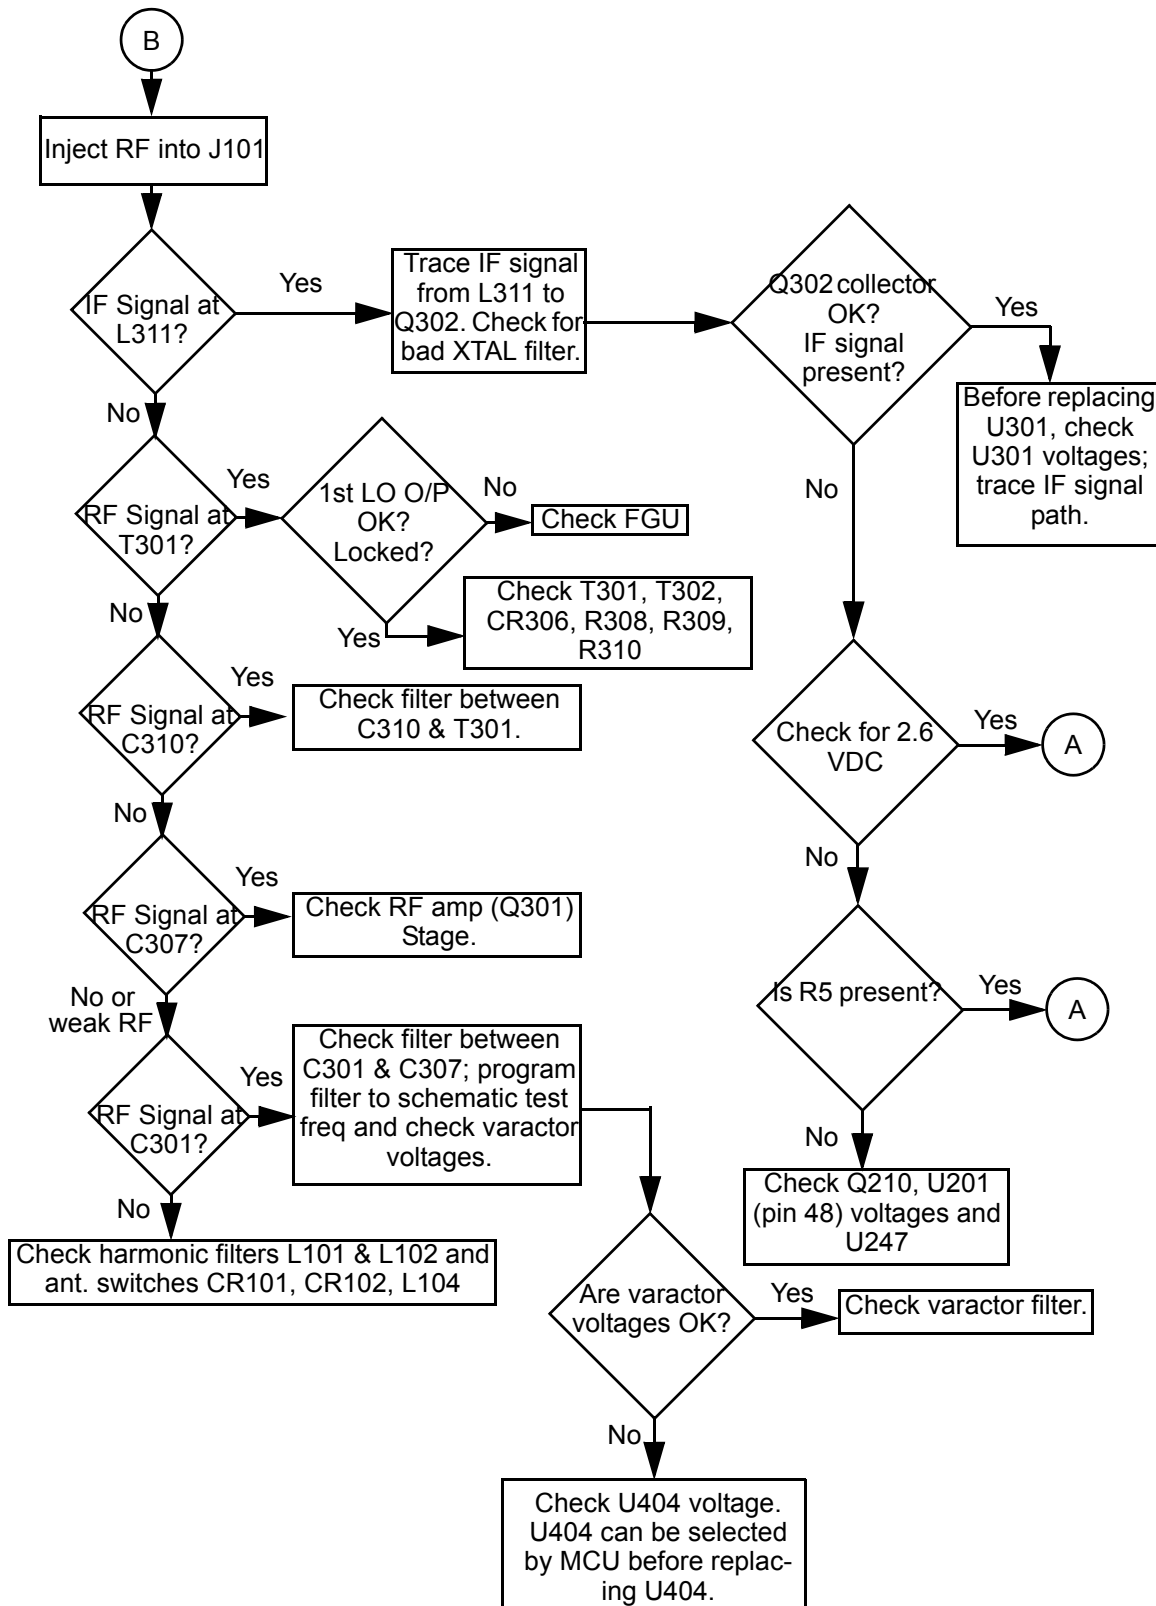 B
Inject RF into J101
IF Signal at
L311?
Yes
Trace IF signal
from L311 to
Q302. Check for
bad XTAL filter.
Q302 collector
OK?
IF signal
present?
Yes
Before replacing
U301, check
U301 voltages;
trace IF signal
path.
No
No
RF Signal at
T301?
Yes
1st LO O/P
OK?
Locked?
No
Check FGU
Yes
Check T301, T302,
CR306, R308, R309,
R310
No
RF Signal at
C310?
Yes
Check filter between
C310 & T301.
Check for 2.6
VDC
Yes
A
No
No
RF Signal at
C307?
Yes
Check RF amp (Q301)
Stage.
Is R5 present?
Yes
A
No or
weak RF
RF Signal at
C301?
Yes
Check filter between
C301 & C307; program
filter to schematic test
freq and check varactor
voltages.
No
Check Q210, U201
(pin 48) voltages and
U247
No
Check harmonic filters L101 & L102 and
ant. switches CR101, CR102, L104
Are varactor
voltages OK?
Yes
Check varactor filter.
No
Check U404 voltage.
U404 can be selected
by MCU before replac-
ing U404.